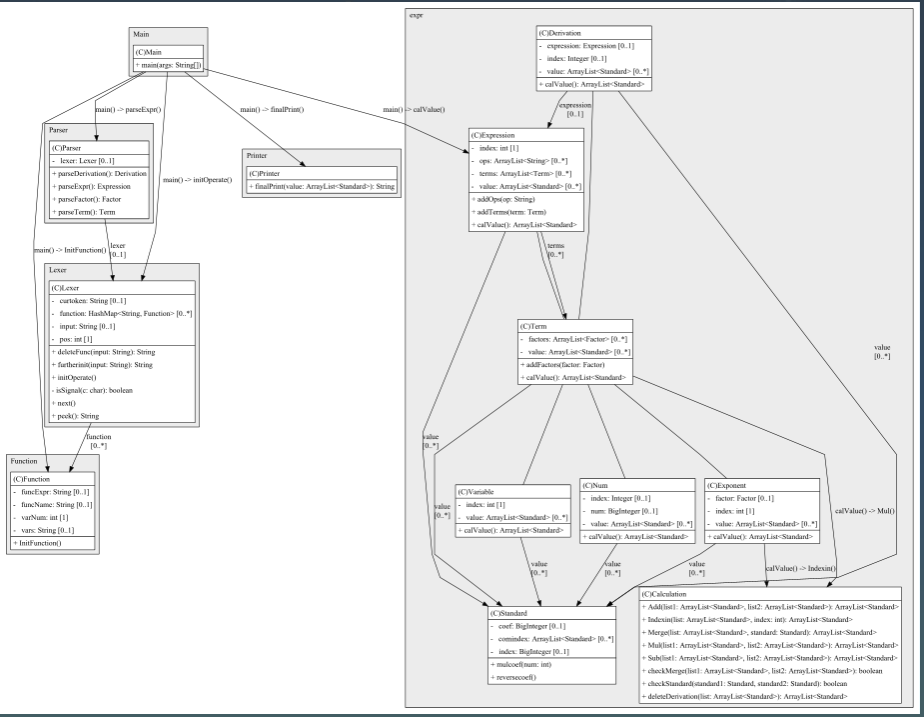 expr
Main
(C)Main
+ main(args: String[])
(C)Derivation
- expression: Expression [0..1]
- index: Integer [0..1]
- value: ArrayList<Standard> [0..*]
+ calValue(): ArrayList<Standard>
main() -> parseExpr()
main() -> finalPrint()
main() -> calValue()
expression
[0..1]
Parser
(C)Parser
- lexer: Lexer [0..1]
+ parseDerivation(): Derivation
+ parseExpr(): Expression
+ parseFactor(): Factor
+ parseTerm(): Term
Printer
(C)Printer
+ finalPrint(value: ArrayList<Standard>): String
(C)Expression
- index: int [1]
- ops: ArrayList<String> [0..*]
- terms: ArrayList<Term> [0..*]
- value: ArrayList<Standard> [0..*]
+ addOps(op: String)
+ addTerms(term: Term)
+ calValue(): ArrayList<Standard>
main() -> initOperate()
main() -> InitFunction()
lexer
[0..1]
terms
[0..*]
Lexer
(C)Lexer
- curtoken: String [0..1]
- function: HashMap<String, Function> [0..*]
- input: String [0..1]
- pos: int [1]
+ deleteFunc(input: String): String
+ furtherinit(input: String): String
+ initOperate()
- isSignal(c: char): boolean
+ next()
+ peek(): String
(C)Term
- factors: ArrayList<Factor> [0..*]
- value: ArrayList<Standard> [0..*]
+ addFactors(factor: Factor)
+ calValue(): ArrayList<Standard>
value
[0..*]
function
[0..*]
value
[0..*]
Function
(C)Function
- funcExpr: String [0..1]
- funcName: String [0..1]
- varNum: int [1]
- vars: String [0..1]
+ InitFunction()
(C)Variable
- index: int [1]
- value: ArrayList<Standard> [0..*]
+ calValue(): ArrayList<Standard>
(C)Num
- index: Integer [0..1]
- num: BigInteger [0..1]
- value: ArrayList<Standard> [0..*]
+ calValue(): ArrayList<Standard>
(C)Exponent
- factor: Factor [0..1]
- index: int [1]
- value: ArrayList<Standard> [0..*]
+ calValue(): ArrayList<Standard>
value
[0..*]
calValue() -> Mul()
value
[0..*]
value
[0..*]
value
[0..*]
calValue() -> Indexin()
(C)Standard
- coef: BigInteger [0..1]
- comindex: ArrayList<Standard> [0..*]
- index: BigInteger [0..1]
+ mulcoef(num: int)
+ reversecoef()
(C)Calculation
+ Add(list1: ArrayList<Standard>, list2: ArrayList<Standard>): ArrayList<Standard>
+ Indexin(list: ArrayList<Standard>, index: int): ArrayList<Standard>
+ Merge(list: ArrayList<Standard>, standard: Standard): ArrayList<Standard>
+ Mul(list1: ArrayList<Standard>, list2: ArrayList<Standard>): ArrayList<Standard>
+ Sub(list1: ArrayList<Standard>, list2: ArrayList<Standard>): ArrayList<Standard>
+ checkMerge(list1: ArrayList<Standard>, list2: ArrayList<Standard>): boolean
+ checkStandard(standard1: Standard, standard2: Standard): boolean
+ deleteDerivation(list: ArrayList<Standard>): ArrayList<Standard>